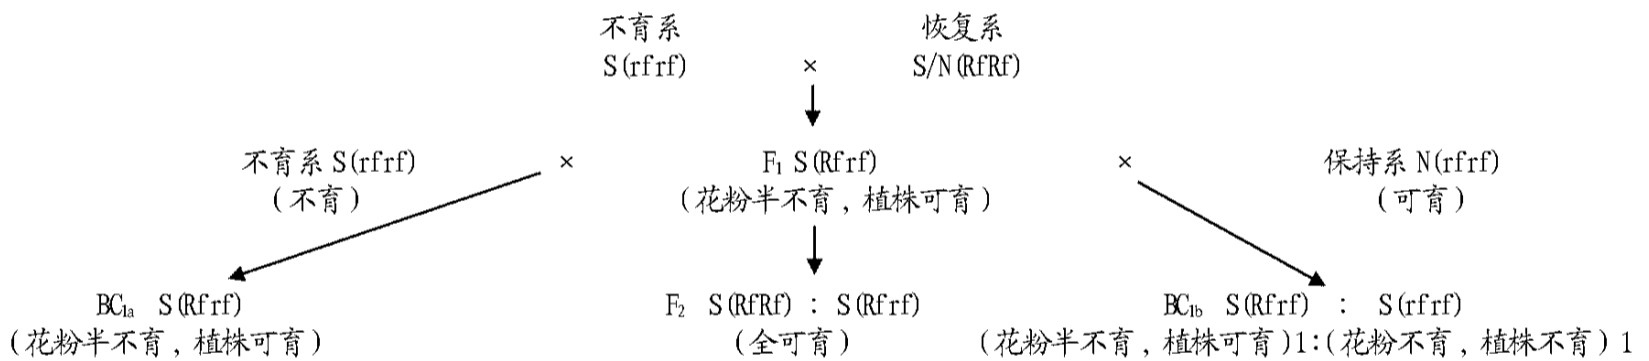 不育系 恢复系
S(rfrf) × S/N(RfRf)
不育系 S(rfrf) × F₁ S(Rfrf) × 保持系 N(rfrf)
(不育) (花粉半不育,植株可育) (可育)
BC₁ₐ S(Rfrf) F₂ S(RfRf) : S(Rfrf) BC₁b S(Rfrf) : S(rfrf)
(花粉半不育,植株可育) (全可育) (花粉半不育,植株可育)1:(花粉不育,植株不育)1